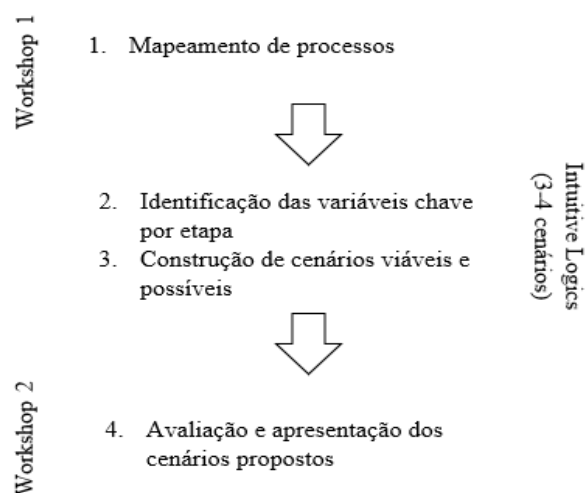 Workshop 1
1. Mapeamento de processos
2. Identificação das variáveis chave
por etapa
3. Construção de cenários viáveis e
possíveis
Intuitive Logics
(3-4 cenários)
Workshop 2
4. Avaliação e apresentação dos
cenários propostos